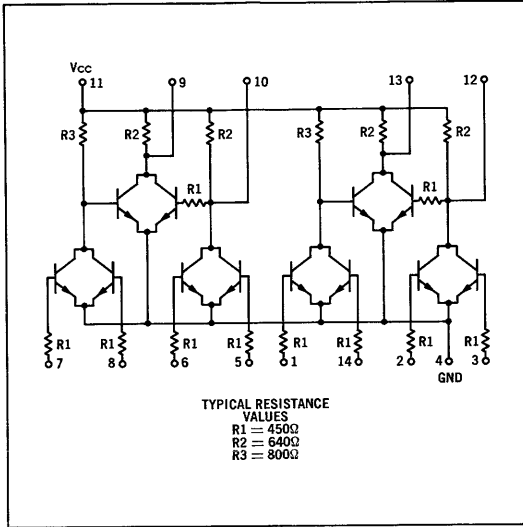 Vcc
11 9 10 13 12
R3 R2 R2 R3 R2 R2
R1 R1
R1 R1 R1 R1 R1 R1 R1 R1
7 8 6 5 1 14 2 4 3
GND
TYPICAL RESISTANCE
VALUES
R1 = 450Ω
R2 = 640Ω
R3 = 800Ω